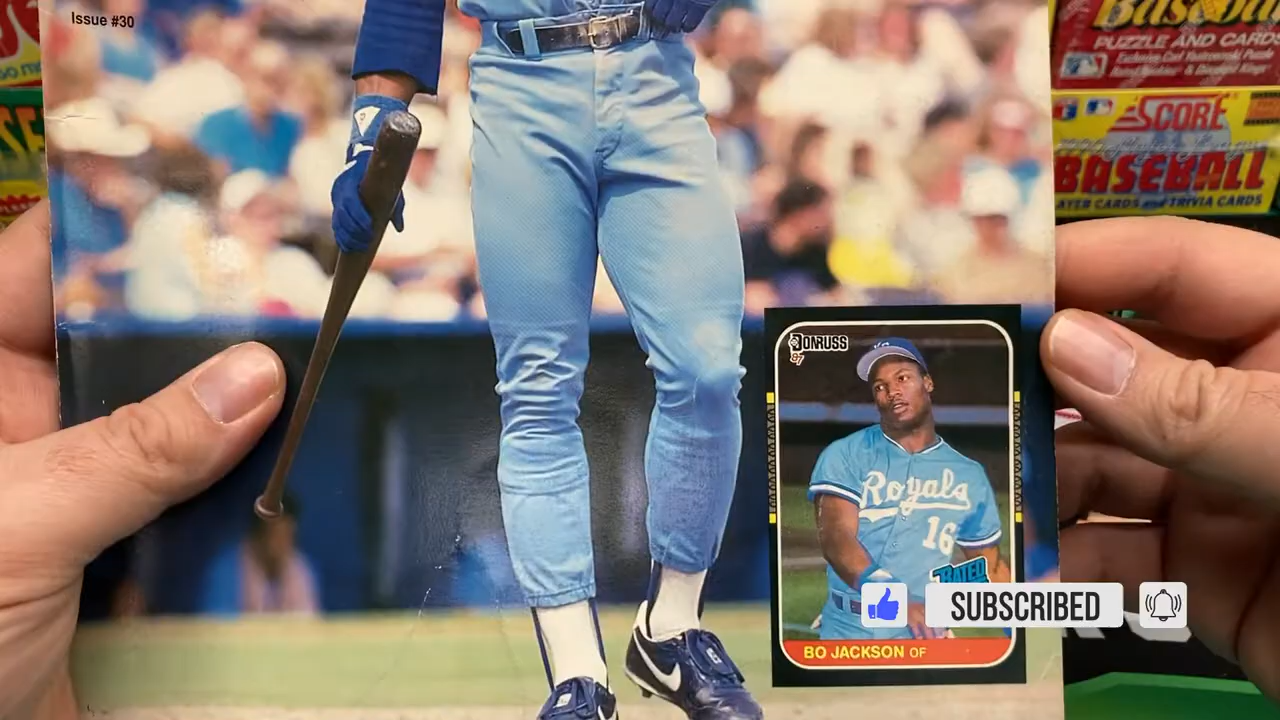 Issue #30
Baseball
PUZZLE AND CARDS
SCORE
BASEBALL
PLAYER CARDS and TRIVIA CARDS
DONRUSS
87
Royals
16
RATED
SUBSCRIBED
BO JACKSON OF